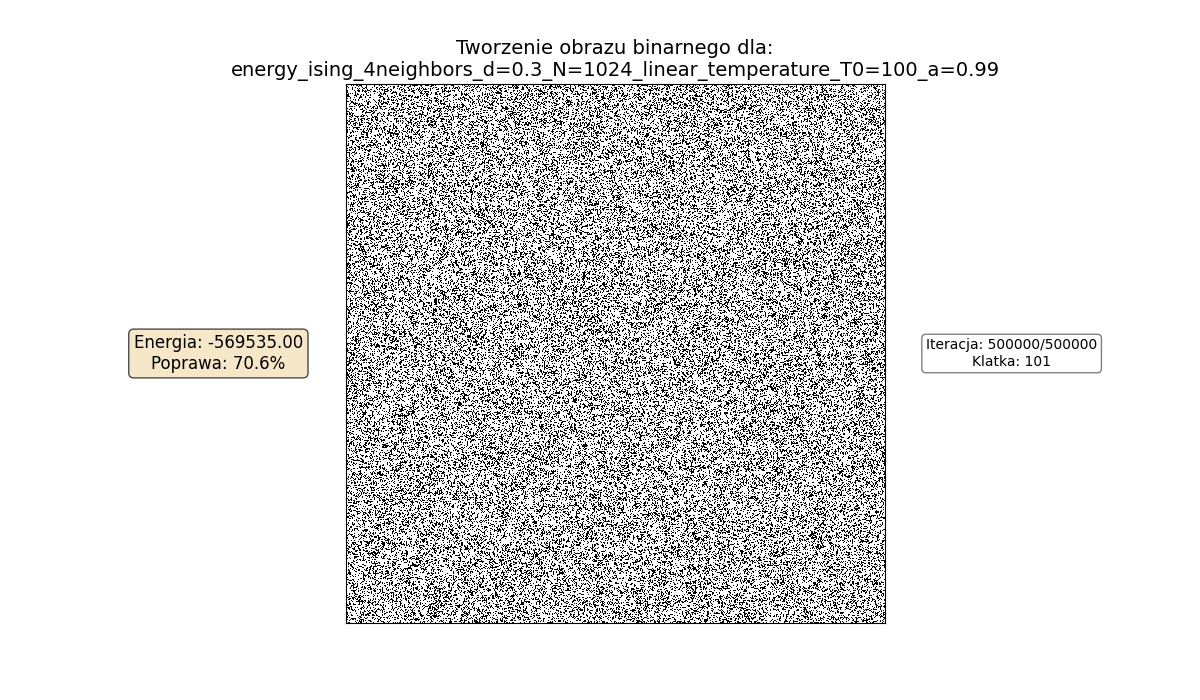 Tworzenie obrazu binarnego dla:
energy_ising_4neighbors_d=0.3_N=1024_linear_temperature_T0=100_a=0.99
Energia: -569535.00
Poprawa: 70.6%
Iteracja: 500000/500000
Klatka: 101